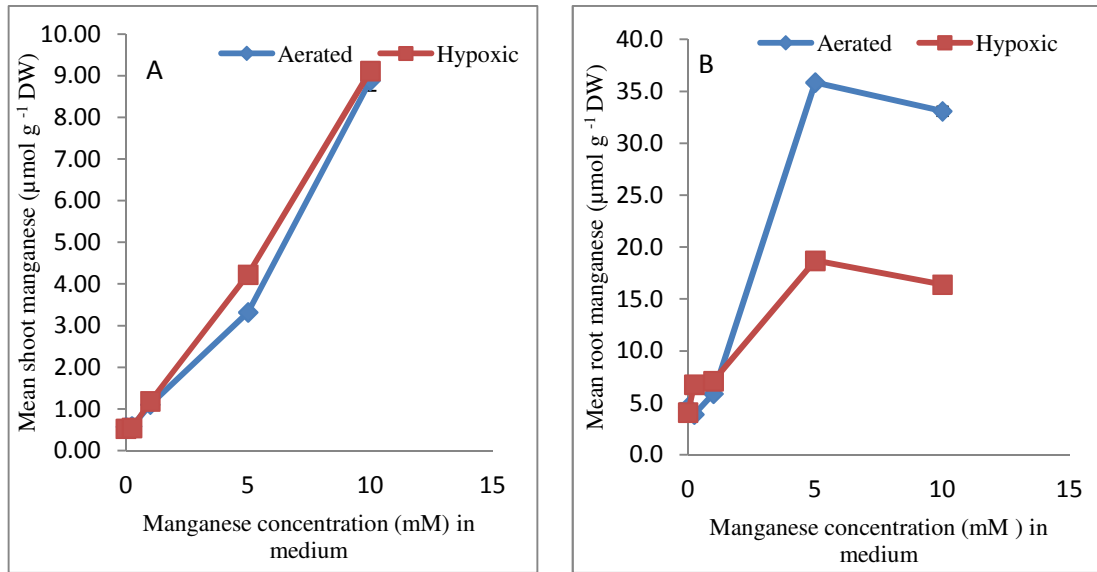 10.00
9.00
8.00
7.00
6.00
5.00
4.00
3.00
2.00
1.00
0.00
Mean shoot manganese (µmol g -1 DW)
A
Aerated
Hypoxic
0
5
10
15
Manganese concentration (mM) in
medium
40.0
35.0
30.0
25.0
20.0
15.0
10.0
5.0
0.0
Mean root manganese (µmol g -1 DW)
B
Aerated
Hypoxic
0
5
10
15
Manganese concentration (mM ) in
medium